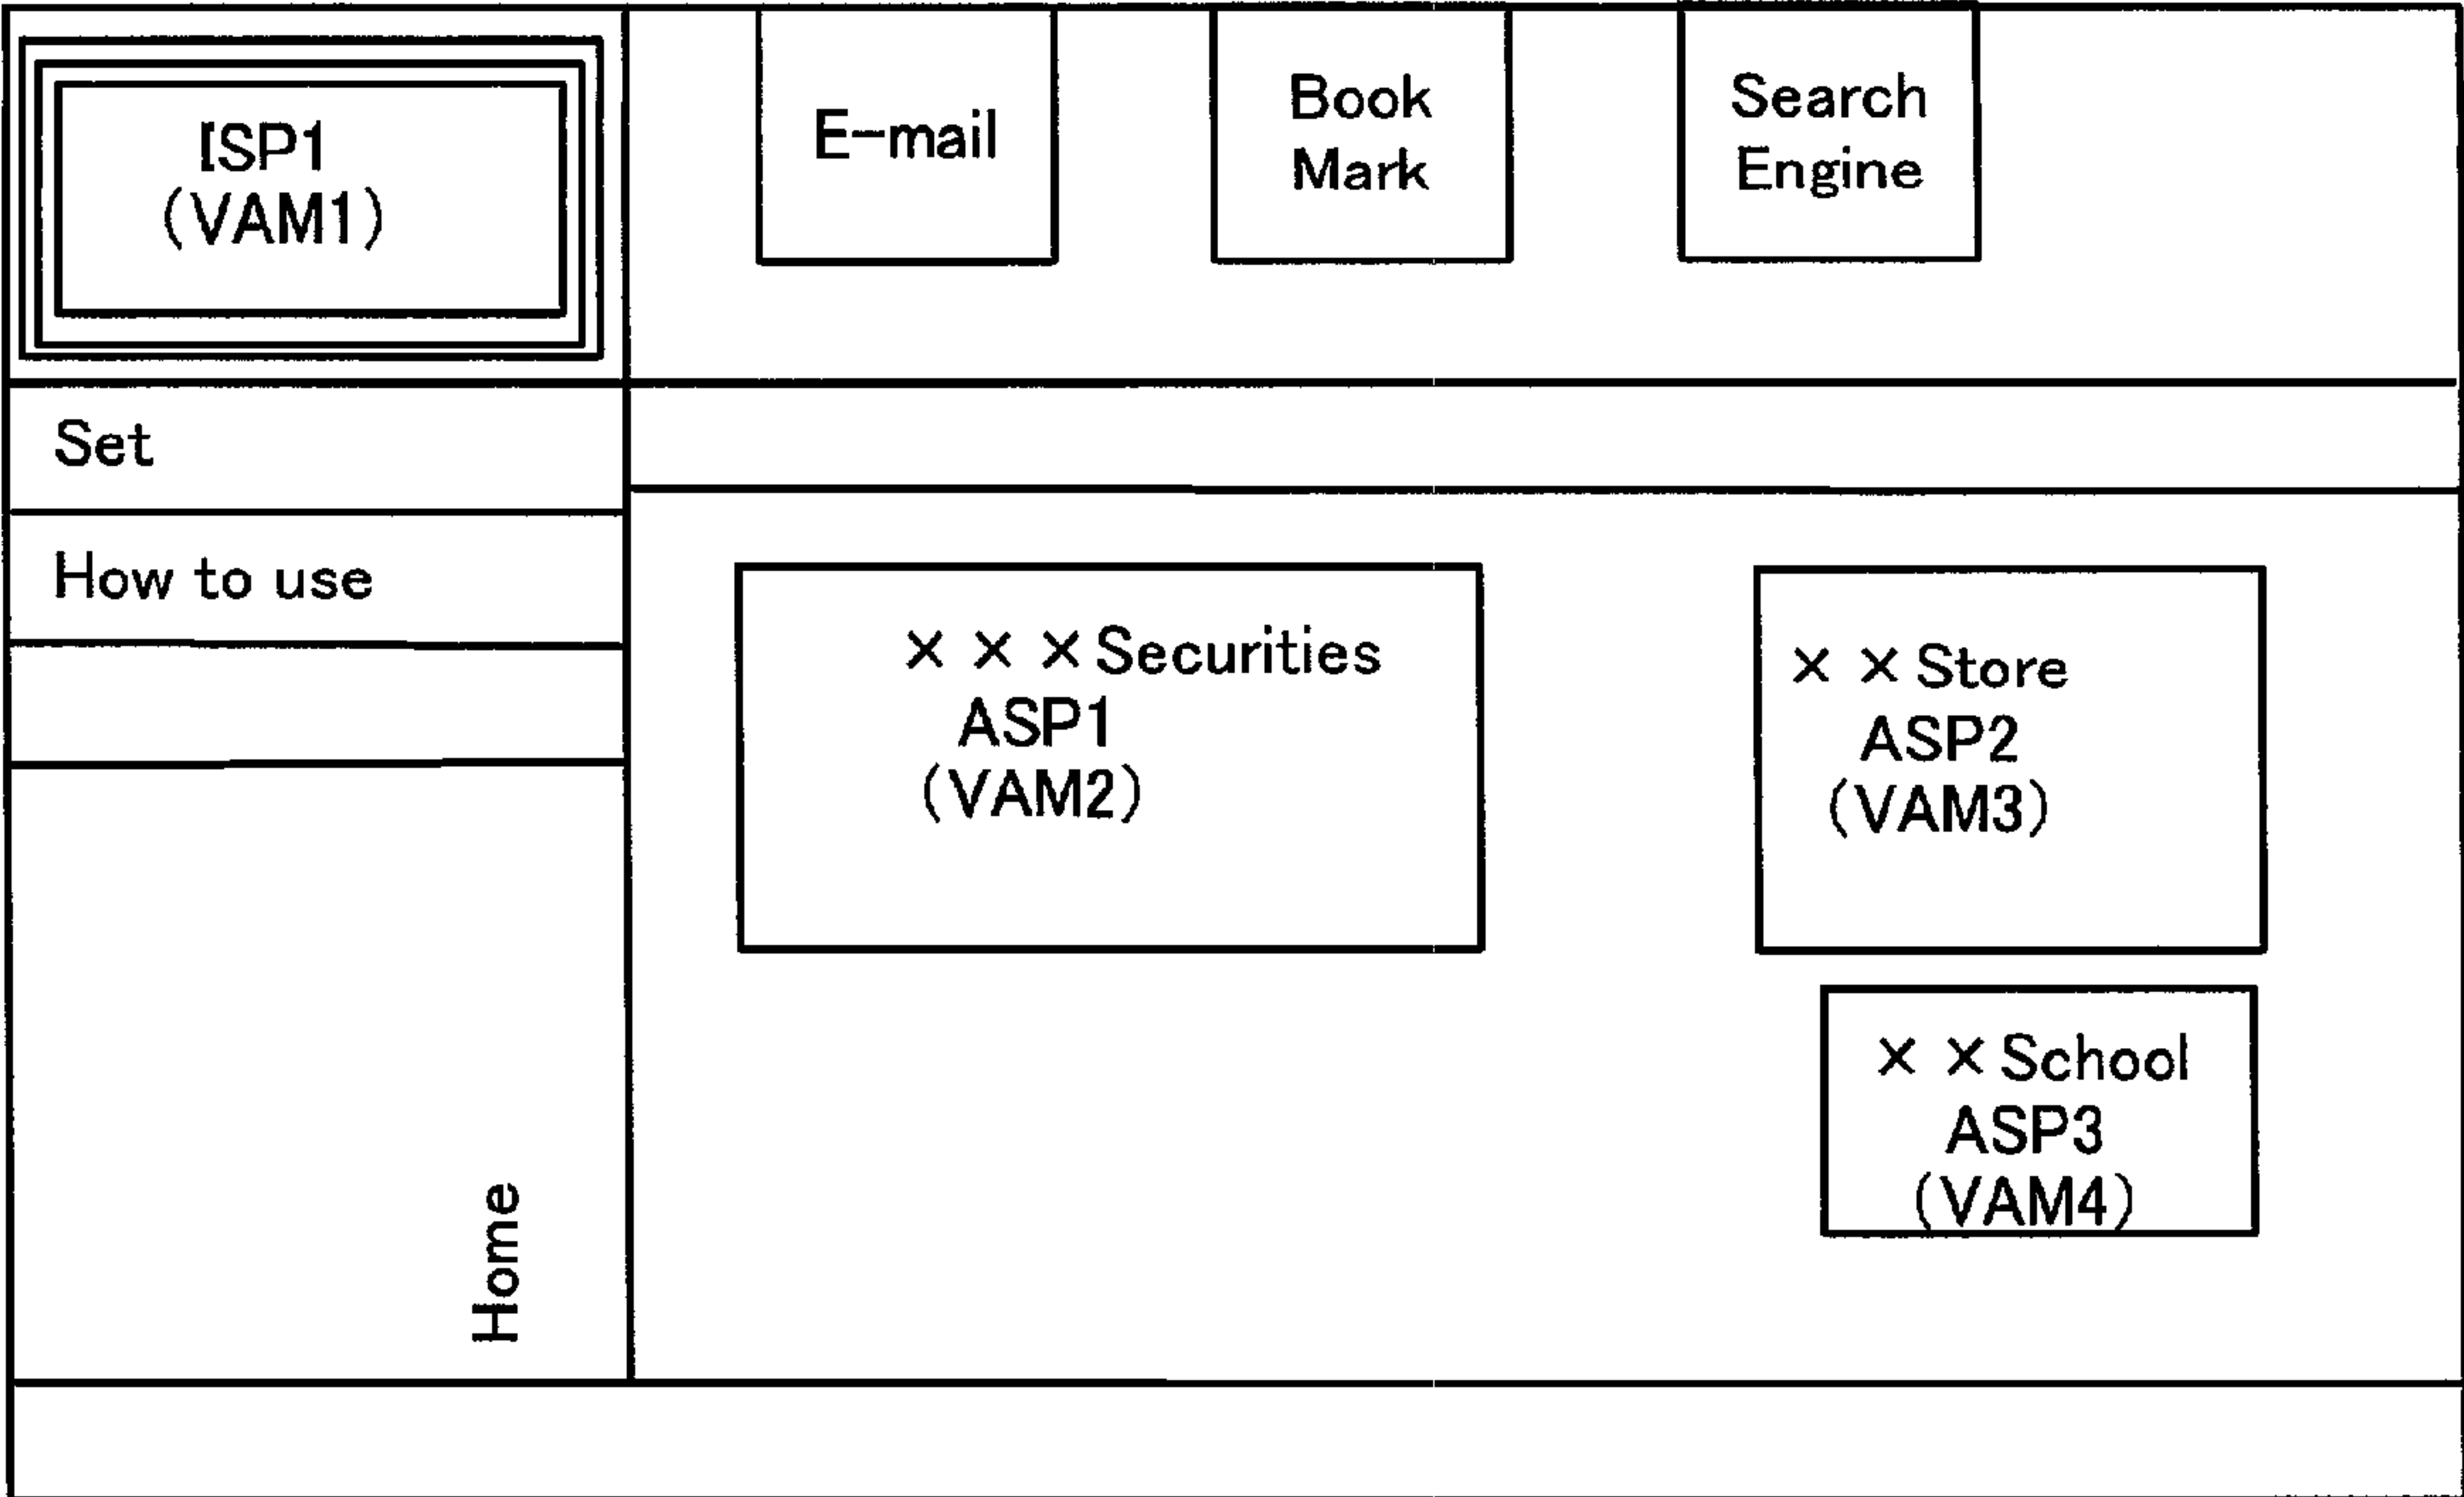 ISP1
(VAM1)
E-mail
Book
Mark
Search
Engine
Set
How to use
Home
× × ×Securities
ASP1
(VAM2)
× ×Store
ASP2
(VAM3)
× ×School
ASP3
(VAM4)